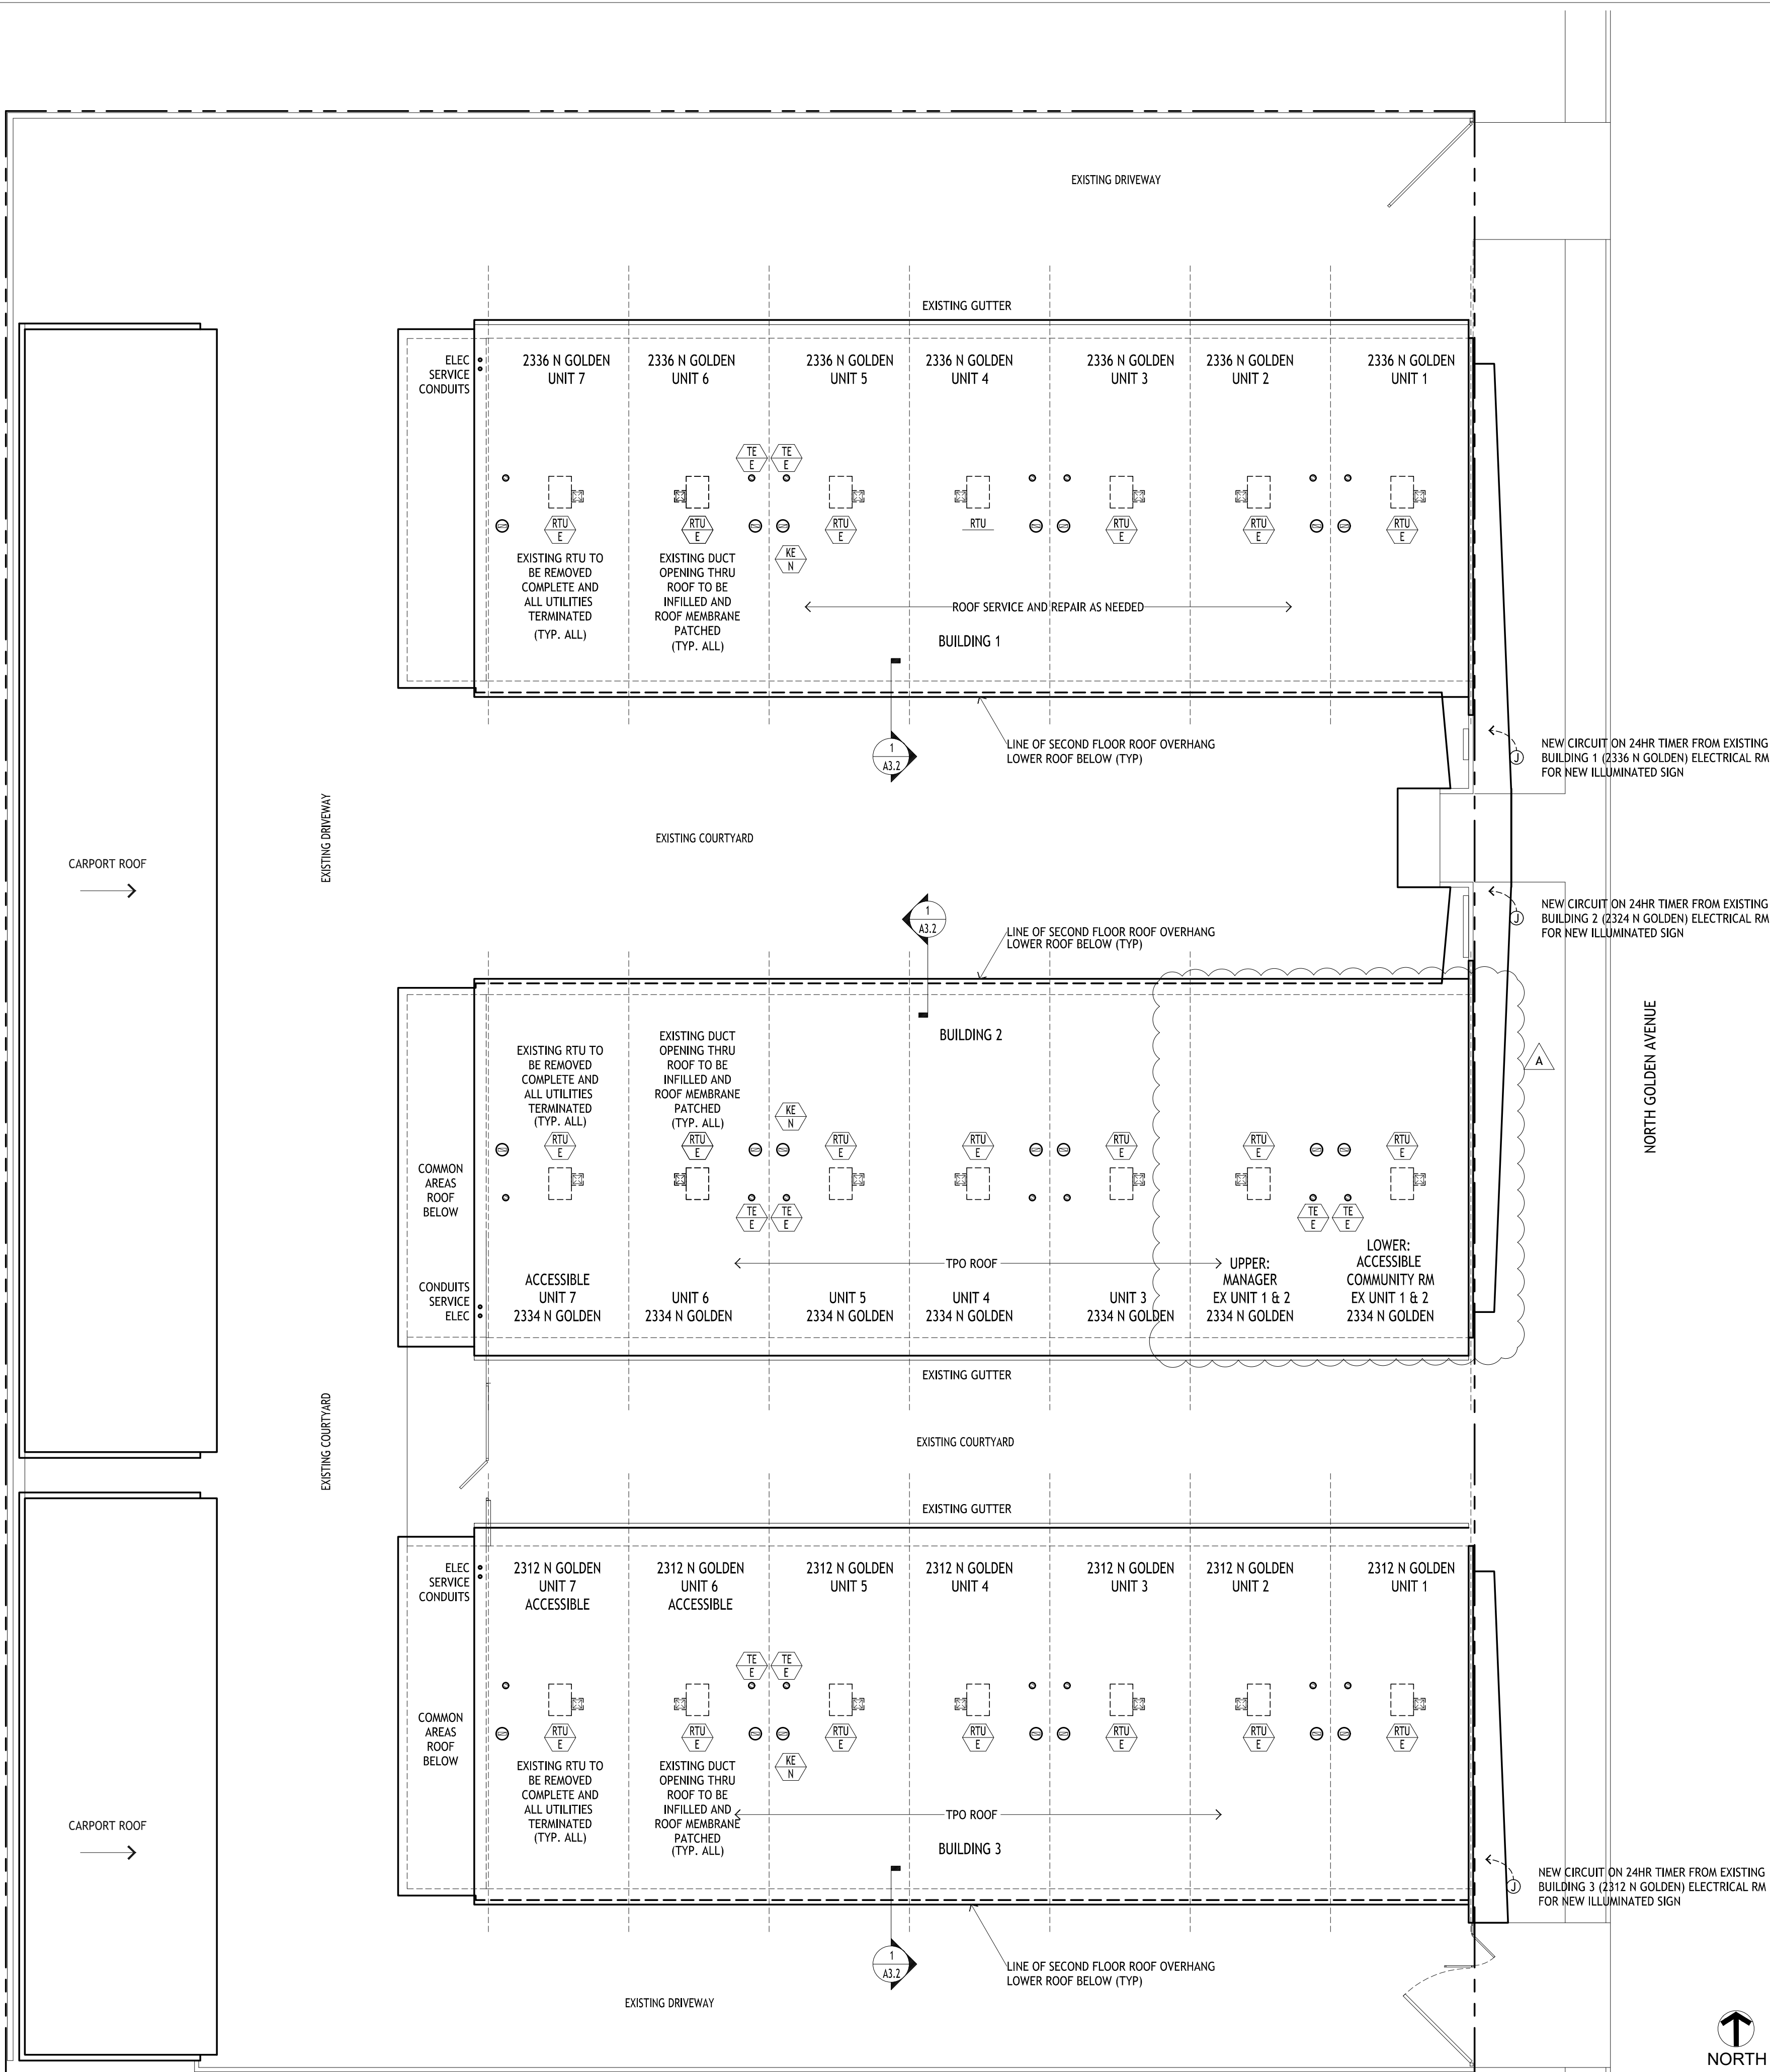 EXISTING DRIVEWAY
EXISTING GUTTER
ELEC
SERVICE
CONDUITS
2336 N GOLDEN
UNIT 7
2336 N GOLDEN
UNIT 6
2336 N GOLDEN
UNIT 5
2336 N GOLDEN
UNIT 4
2336 N GOLDEN
UNIT 3
2336 N GOLDEN
UNIT 2
2336 N GOLDEN
UNIT 1
TE
E
TE
E
RTU
E
RTU
E
RTU
E
RTU
RTU
E
RTU
E
RTU
E
KE
N
EXISTING RTU TO
BE REMOVED
COMPLETE AND
ALL UTILITIES
TERMINATED
(TYP. ALL)
EXISTING DUCT
OPENING THRU
ROOF TO BE
INFILLED AND
ROOF MEMBRANE
PATCHED
(TYP. ALL)
ROOF SERVICE AND REPAIR AS NEEDED
BUILDING 1
1
A3.2
LINE OF SECOND FLOOR ROOF OVERHANG
LOWER ROOF BELOW (TYP)
J
NEW CIRCUIT ON 24HR TIMER FROM EXISTING
BUILDING 1 (2336 N GOLDEN) ELECTRICAL RM
FOR NEW ILLUMINATED SIGN
CARPORT ROOF
EXISTING DRIVEWAY
EXISTING COURTYARD
1
A3.2
LINE OF SECOND FLOOR ROOF OVERHANG
LOWER ROOF BELOW (TYP)
J
NEW CIRCUIT ON 24HR TIMER FROM EXISTING
BUILDING 2 (2324 N GOLDEN) ELECTRICAL RM
FOR NEW ILLUMINATED SIGN
NORTH GOLDEN AVENUE
A
BUILDING 2
EXISTING RTU TO
BE REMOVED
COMPLETE AND
ALL UTILITIES
TERMINATED
(TYP. ALL)
EXISTING DUCT
OPENING THRU
ROOF TO BE
INFILLED AND
ROOF MEMBRANE
PATCHED
(TYP. ALL)
KE
N
RTU
E
RTU
E
RTU
E
RTU
E
RTU
E
RTU
E
RTU
E
COMMON
AREAS
ROOF
BELOW
TE
E
TE
E
TE
E
TE
E
TPO ROOF
CONDUITS
SERVICE
ELEC
ACCESSIBLE
UNIT 7
2334 N GOLDEN
UNIT 6
2334 N GOLDEN
UNIT 5
2334 N GOLDEN
UNIT 4
2334 N GOLDEN
UNIT 3
2334 N GOLDEN
UPPER:
MANAGER
EX UNIT 1 & 2
2334 N GOLDEN
LOWER:
ACCESSIBLE
COMMUNITY RM
EX UNIT 1 & 2
2334 N GOLDEN
EXISTING GUTTER
EXISTING COURTYARD
EXISTING COURTYARD
EXISTING GUTTER
ELEC
SERVICE
CONDUITS
2312 N GOLDEN
UNIT 7
ACCESSIBLE
2312 N GOLDEN
UNIT 6
ACCESSIBLE
2312 N GOLDEN
UNIT 5
2312 N GOLDEN
UNIT 4
2312 N GOLDEN
UNIT 3
2312 N GOLDEN
UNIT 2
2312 N GOLDEN
UNIT 1
TE
E
TE
E
COMMON
AREAS
ROOF
BELOW
RTU
E
RTU
E
RTU
E
RTU
E
RTU
E
RTU
E
RTU
E
KE
N
EXISTING RTU TO
BE REMOVED
COMPLETE AND
ALL UTILITIES
TERMINATED
(TYP. ALL)
EXISTING DUCT
OPENING THRU
ROOF TO BE
INFILLED AND
ROOF MEMBRANE
PATCHED
(TYP. ALL)
TPO ROOF
BUILDING 3
CARPORT ROOF
J
NEW CIRCUIT ON 24HR TIMER FROM EXISTING
BUILDING 3 (2312 N GOLDEN) ELECTRICAL RM
FOR NEW ILLUMINATED SIGN
1
A3.2
LINE OF SECOND FLOOR ROOF OVERHANG
LOWER ROOF BELOW (TYP)
EXISTING DRIVEWAY
NORTH